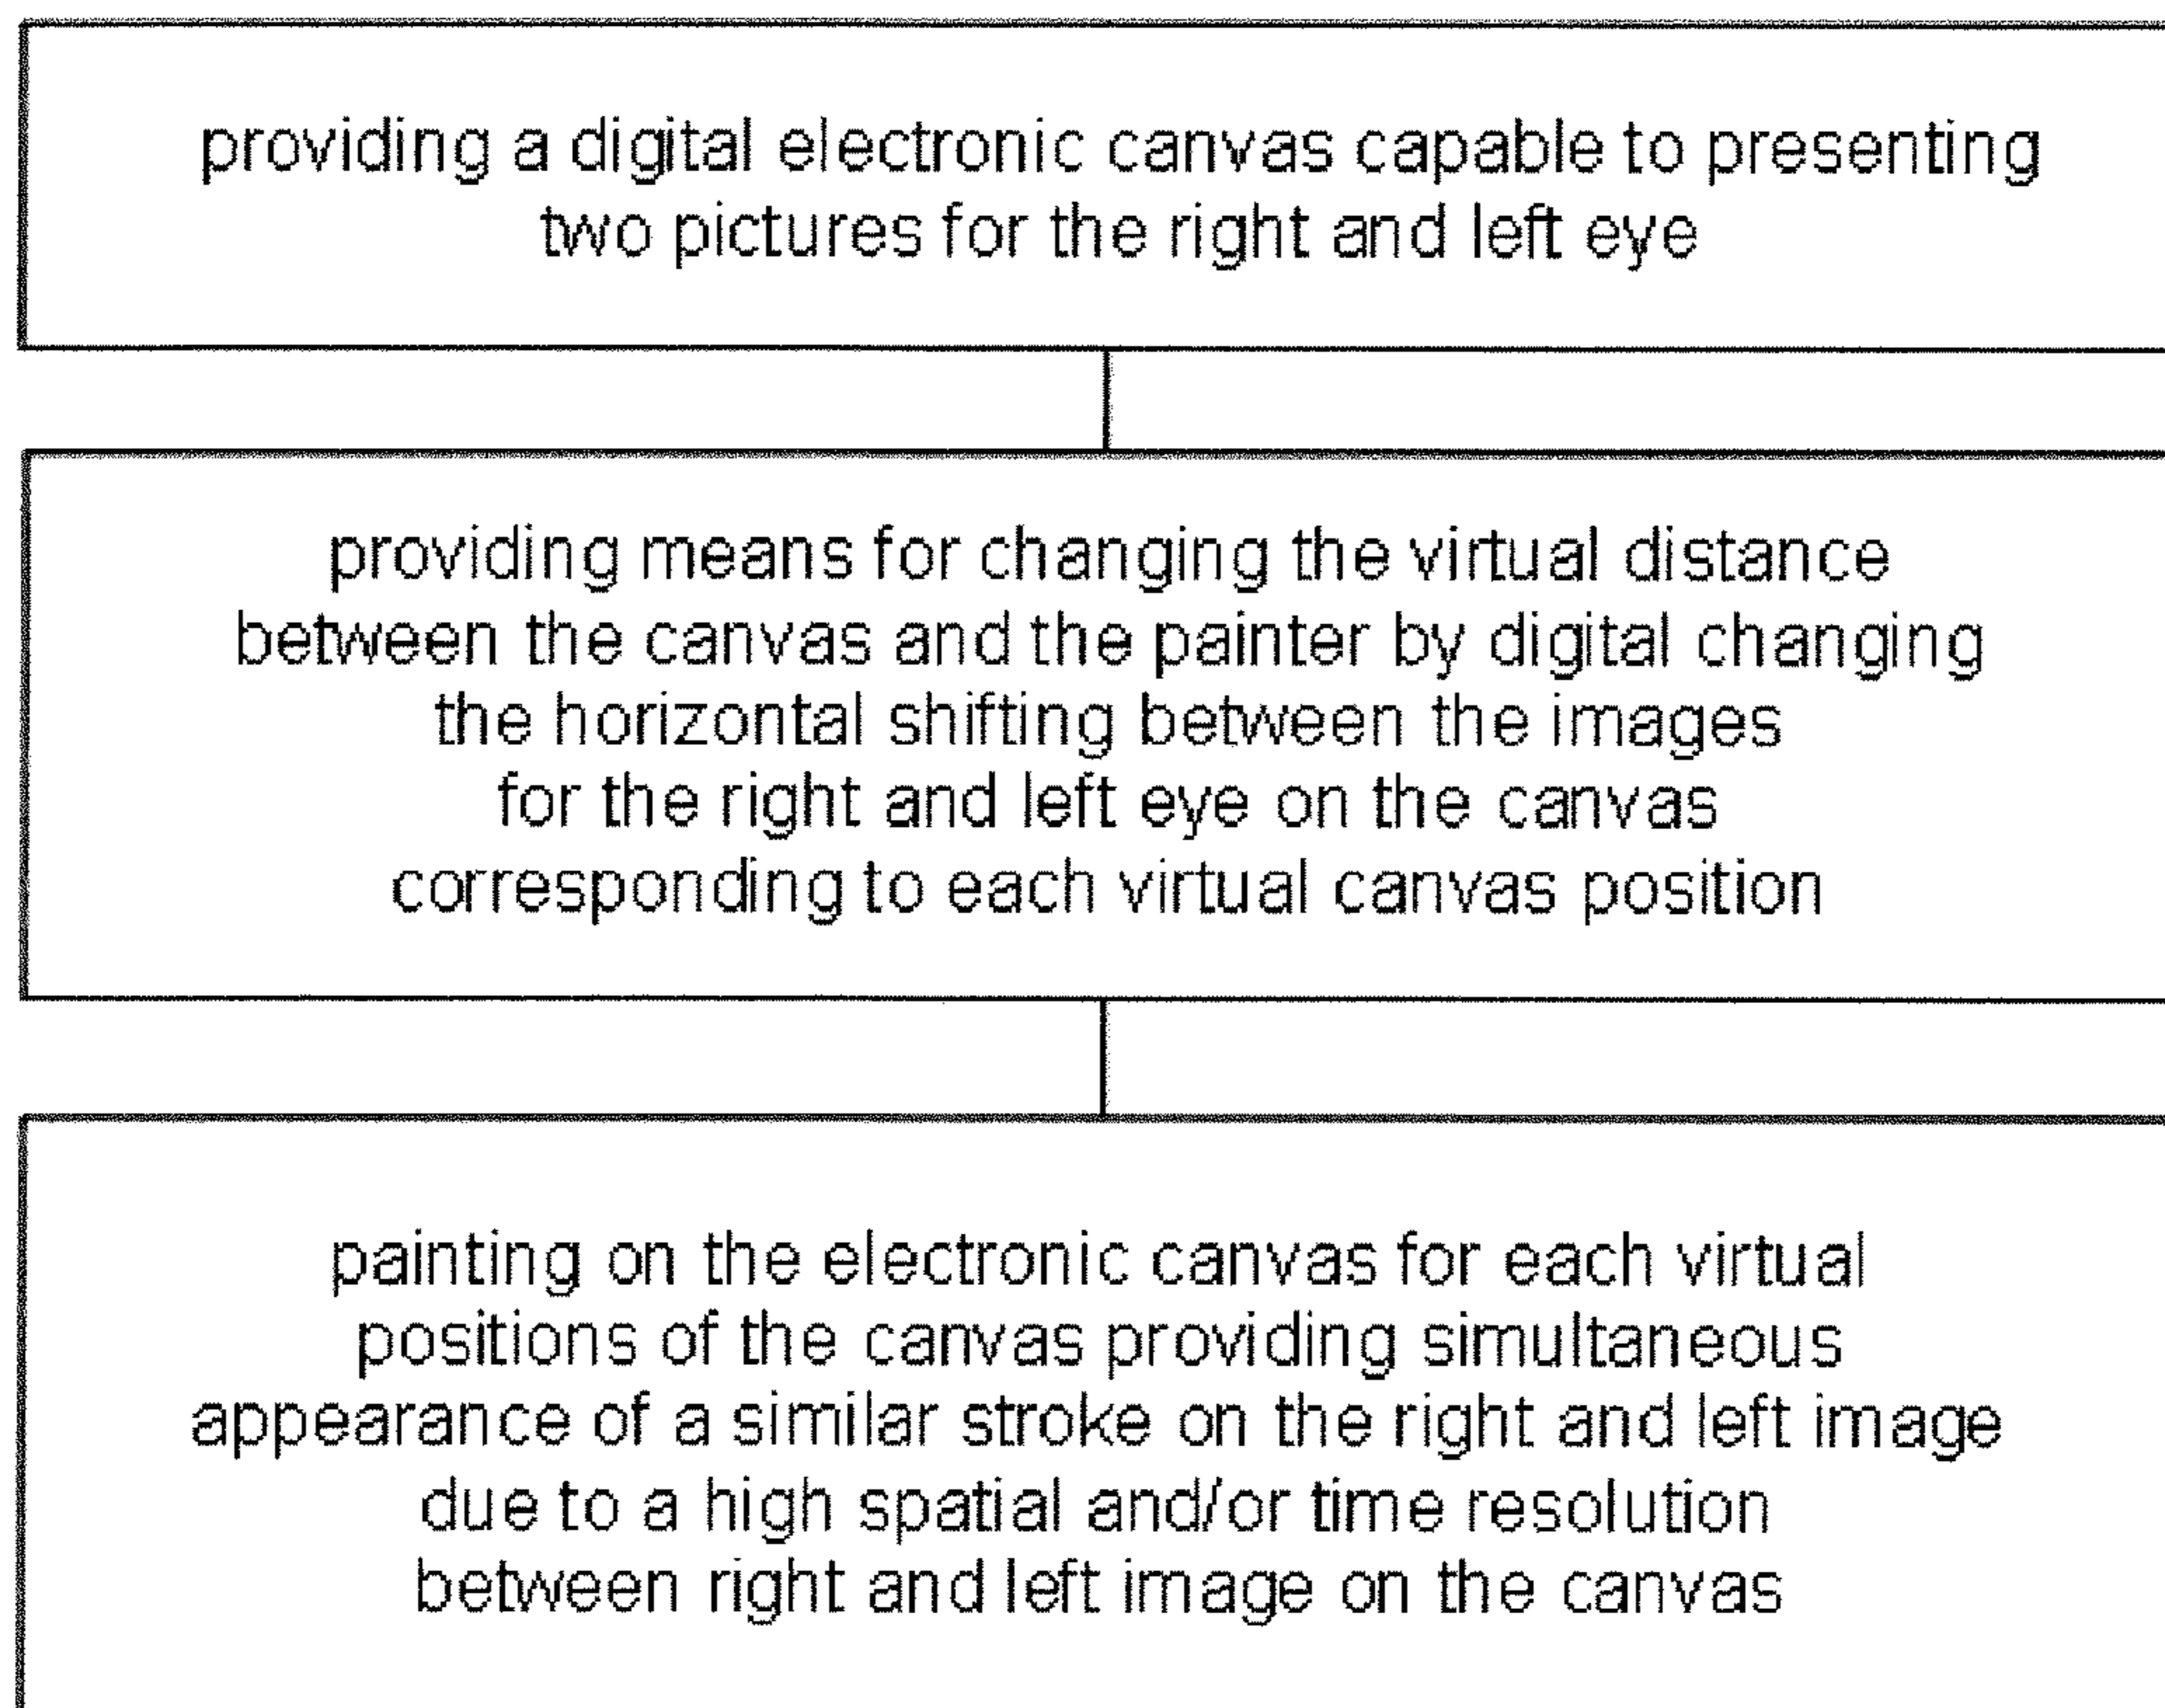 providing a digital electronic canvas capable to presenting
two pictures for the right and left eye
providing means for changing the virtual distance
between the canvas and the painter by digital changing
the horizontal shifting between the images
for the right and left eye on the canvas
corresponding to each virtual canvas position
painting on the electronic canvas for each virtual
positions of the canvas providing simultaneous
appearance of a similar stroke on the right and left image
due to a high spatial and/or time resolution
between right and left image on the canvas